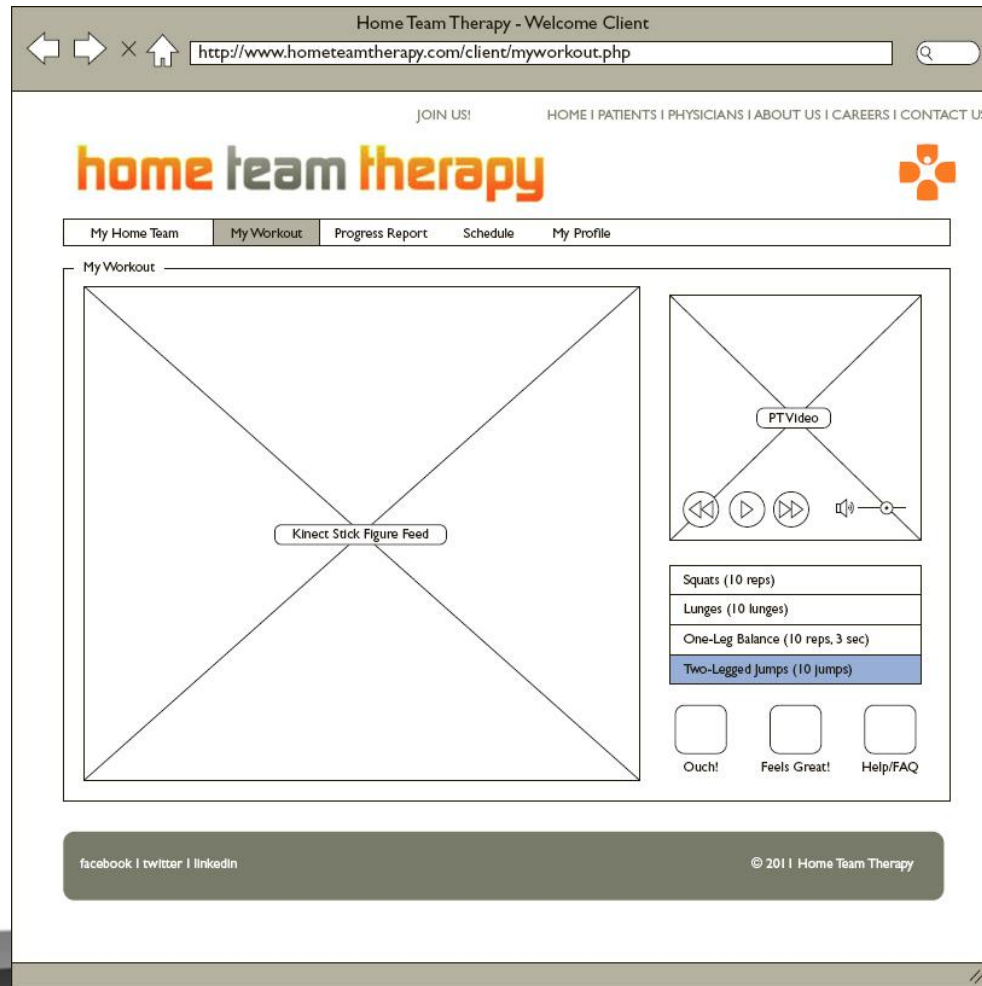 Home Team Therapy - Welcome Client
http://www.hometeamtherapy.com/client/myworkout.php
JOIN US! HOME I PATIENTS I PHYSICIANS I ABOUT US I CAREERS I CONTACT US
home team therapy
My Home Team My Workout Progress Report Schedule My Profile
My Workout
PT Video
Kinect Stick Figure Feed
Squats (10 reps)
Lunges (10 lunges)
One-Leg Balance (10 reps, 3 sec)
Two-Legged Jumps (10 jumps)
Ouch! Feels Great! Help/FAQ
facebook I twitter I linkedin © 2011 Home Team Therapy